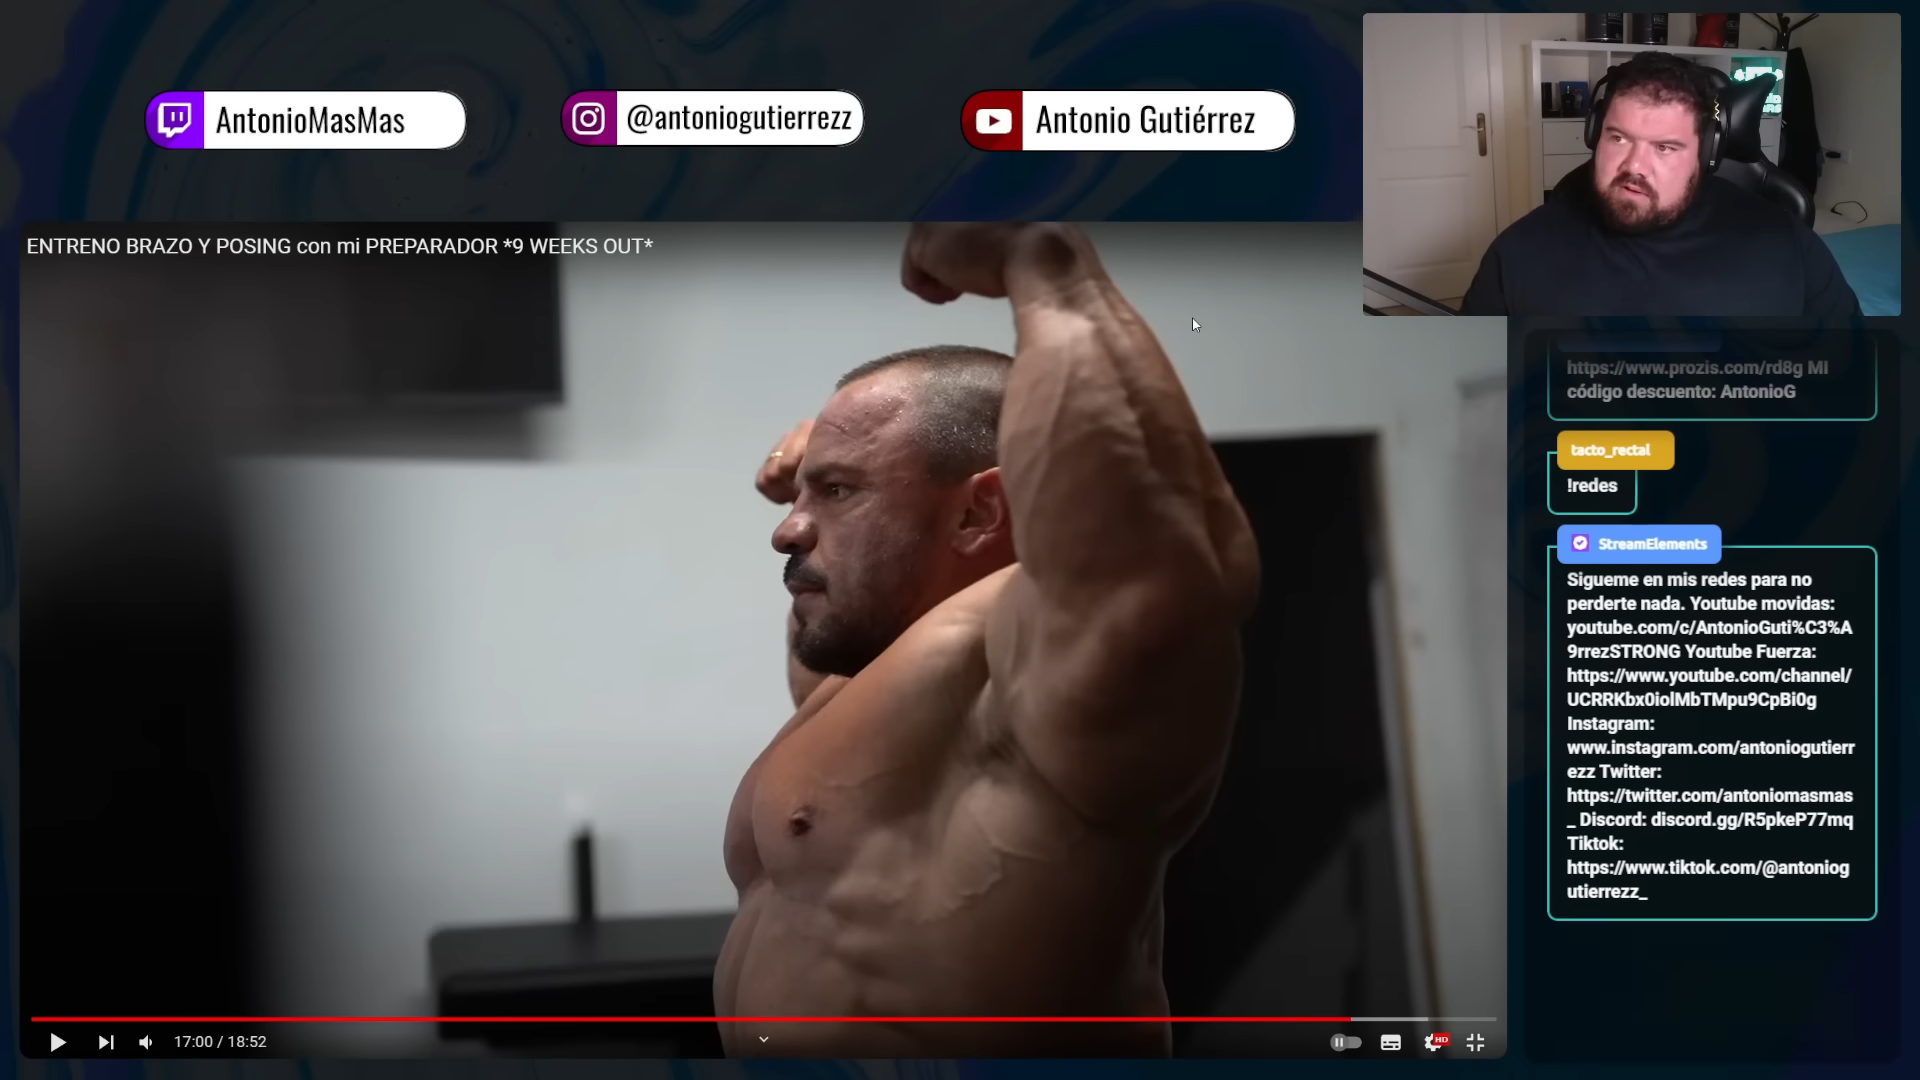 AntonioMasMas
@antoniogutierrezz
Antonio Gutiérrez
ENTRENO BRAZO Y POSING con mi PREPARADOR *9 WEEKS OUT*
https://www.prozis.com/rd8g MI
código descuento: AntonioG
tacto_rectal
!redes
StreamElements
Sigueme en mis redes para no
perderte nada. Youtube movidas:
youtube.com/c/AntonioGuti%C3%A
9rrezSTRONG Youtube Fuerza:
https://www.youtube.com/channel/
UCRRKbx0iolMbTMpu9CpBi0g
Instagram:
www.instagram.com/antoniogutierr
ezz Twitter:
https://twitter.com/antoniomasmas
_ Discord: discord.gg/R5pkeP77mq
Tiktok:
https://www.tiktok.com/@antoniog
utierrezz_
17:00 / 18:52
HD